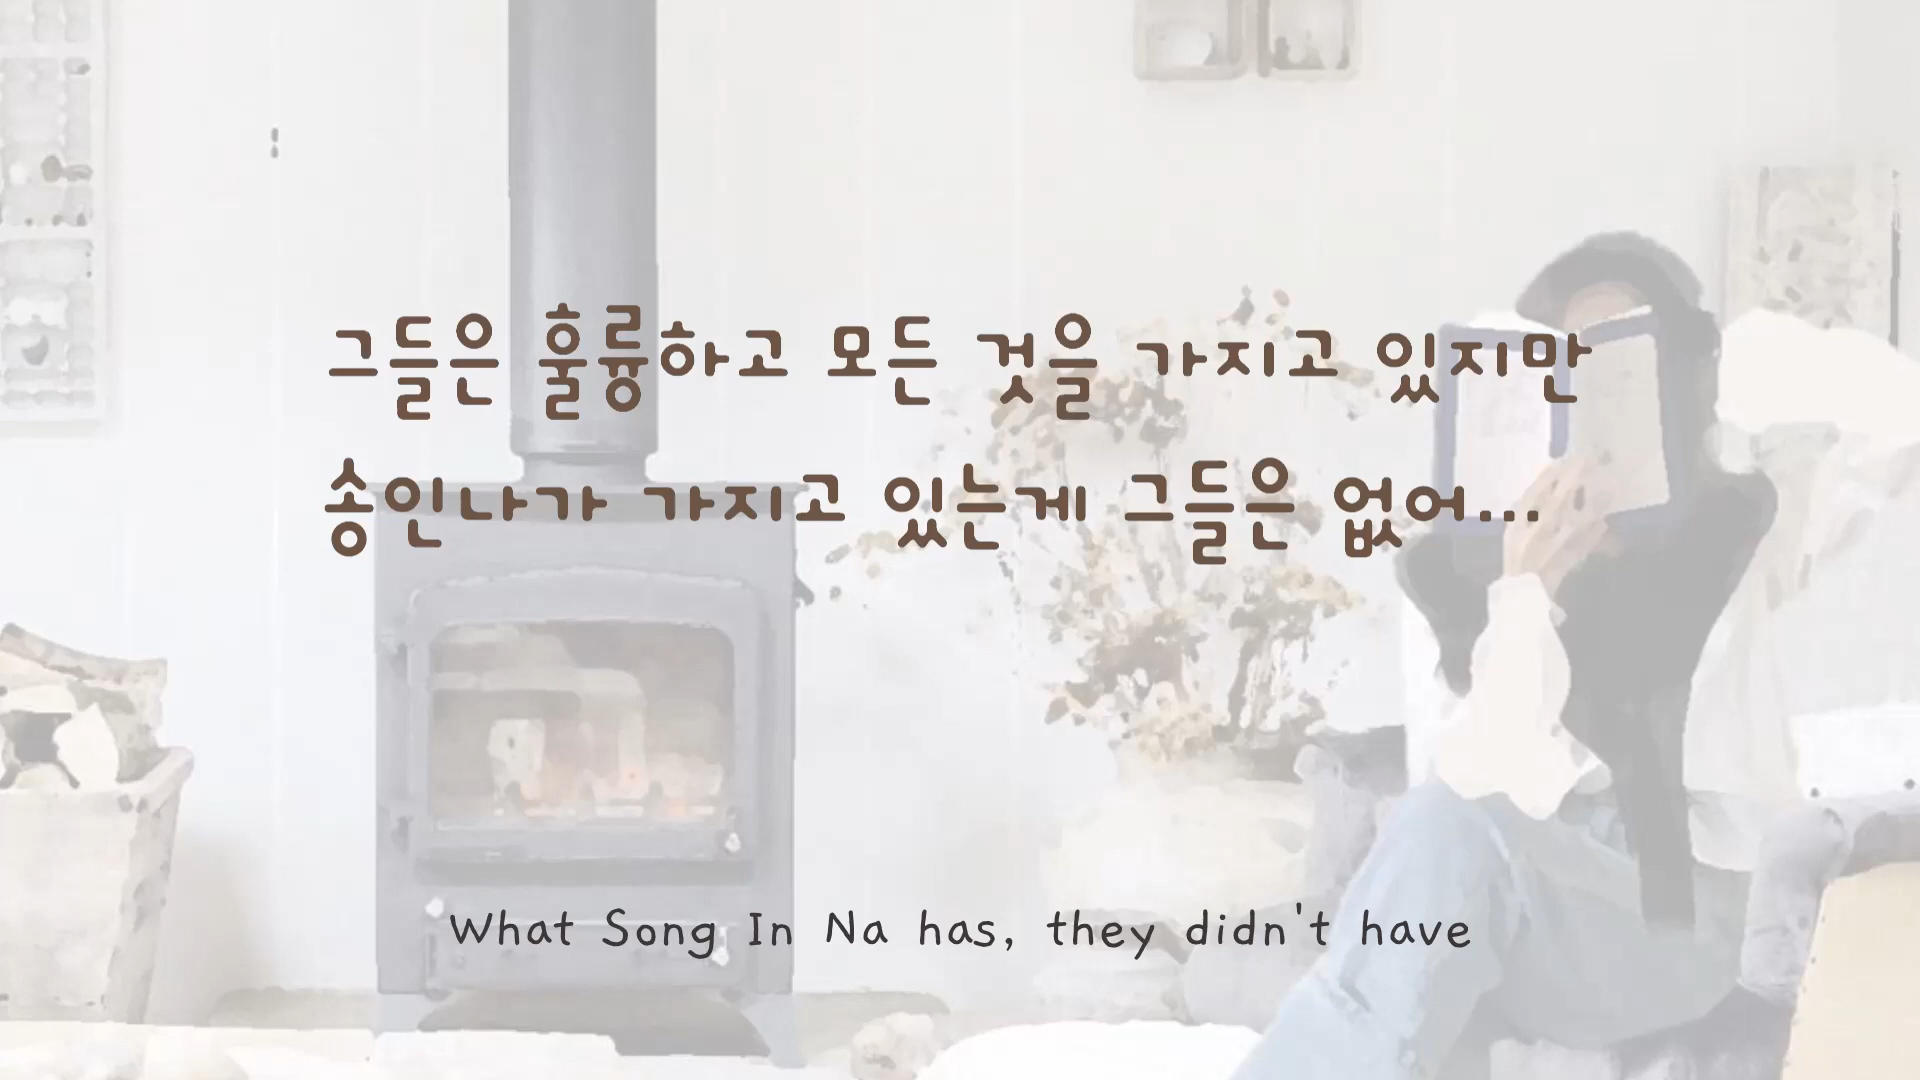 그들은 훌륭하고 모든 것을 가지고 있지만
송인나가 가지고 있는게 그들은 없어...
What Song In Na has, they didn't have